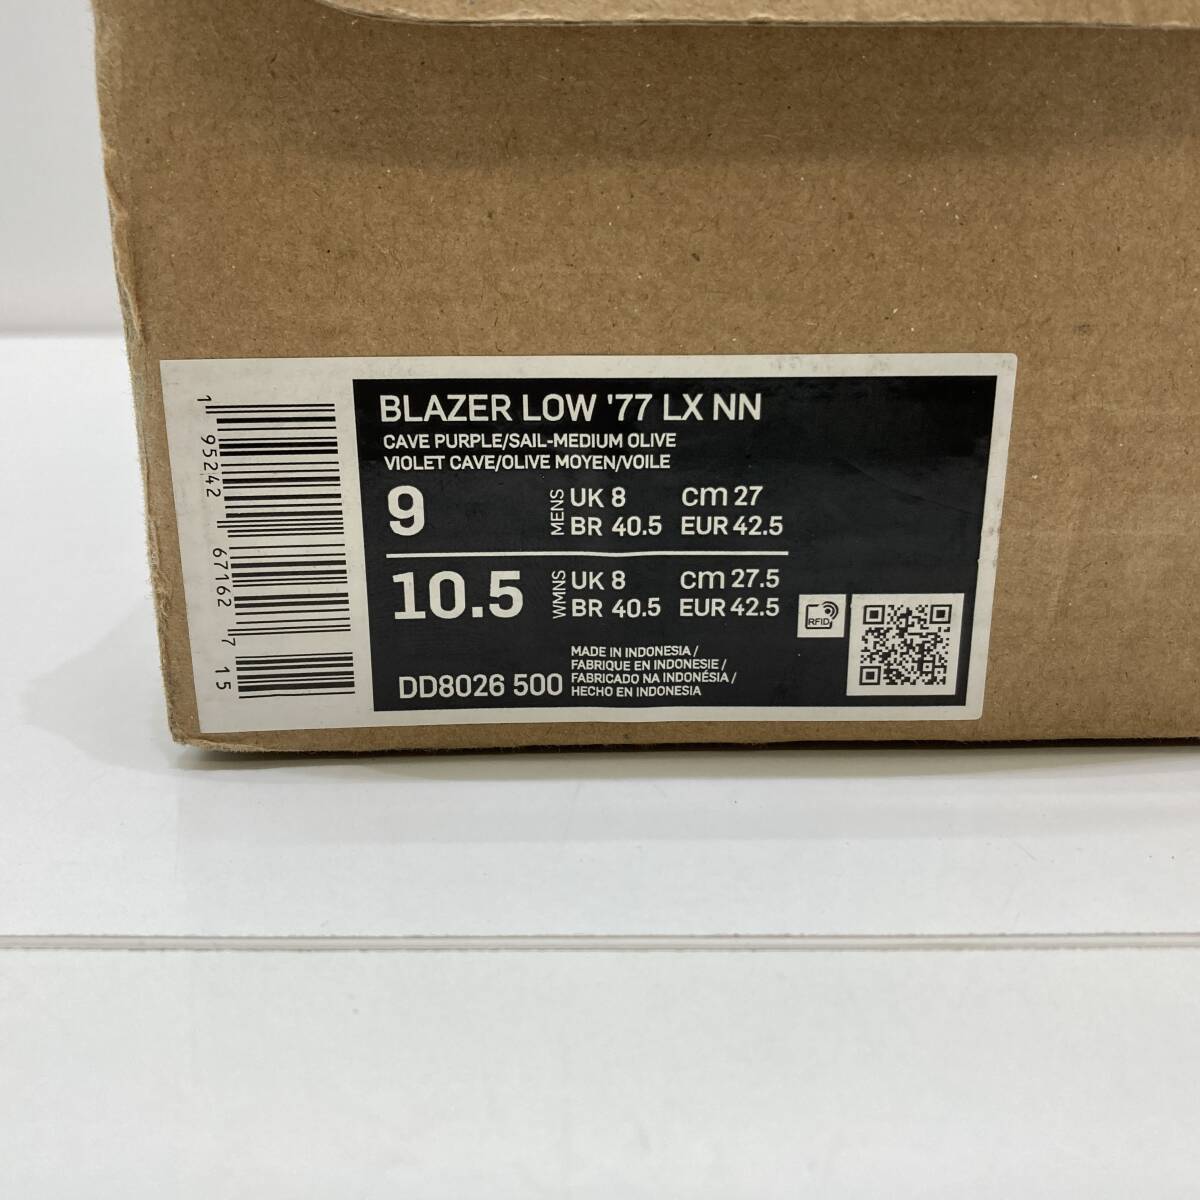 BLAZER LOW '77 LX NN
CAVE PURPLE/SAIL-MEDIUM OLIVE
VIOLET CAVE/OLIVE MOYEN/VOILE
9 MENS UK 8 cm 27
BR 40.5 EUR 42.5
10.5 WMNS UK 8 cm 27.5
BR 40.5 EUR 42.5
DD8026 500
MADE IN INDONESIA /
FABRIQUE EN INDONESIE /
FABRICADO NA INDONÉSIA /
HECHO EN INDONESIA
RFID
1 95242 67162 7 15